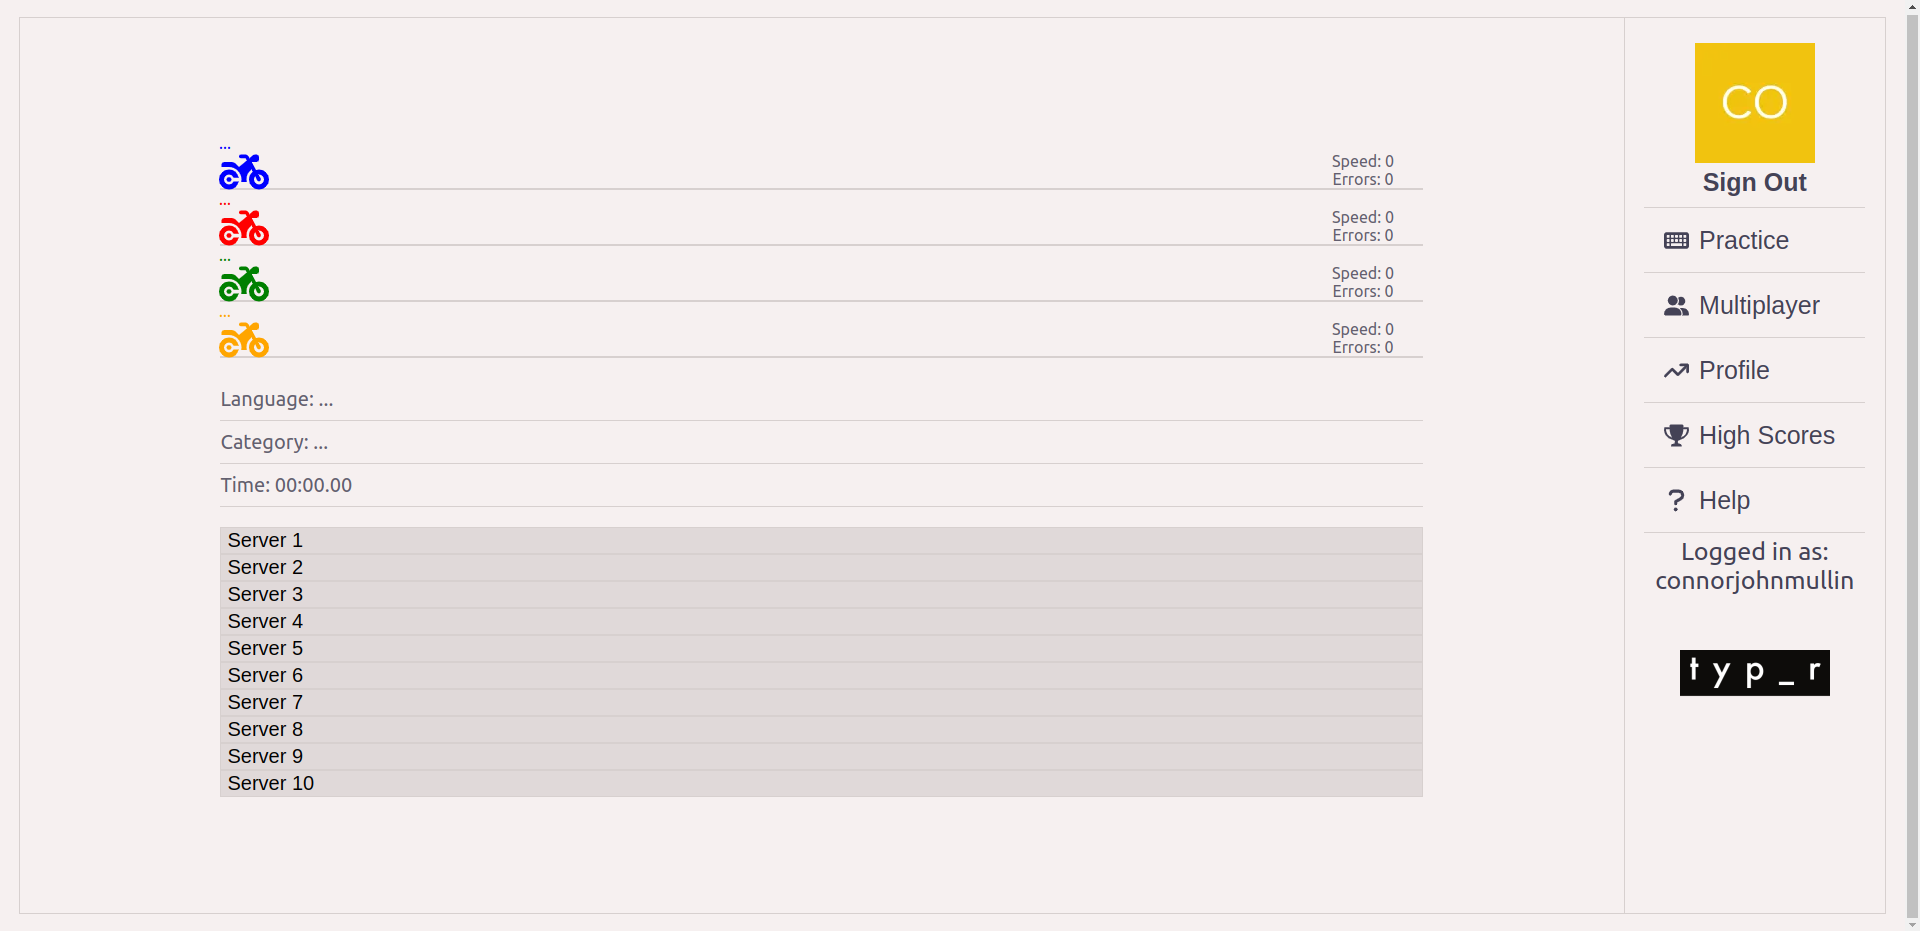 ...
Speed: 0
Errors: 0
...
Speed: 0
Errors: 0
...
Speed: 0
Errors: 0
...
Speed: 0
Errors: 0
Language: ...
Category: ...
Time: 00:00.00
Server 1
Server 2
Server 3
Server 4
Server 5
Server 6
Server 7
Server 8
Server 9
Server 10
CO
Sign Out
Practice
Multiplayer
Profile
High Scores
Help
Logged in as:
connorjohnmullin
typ_r